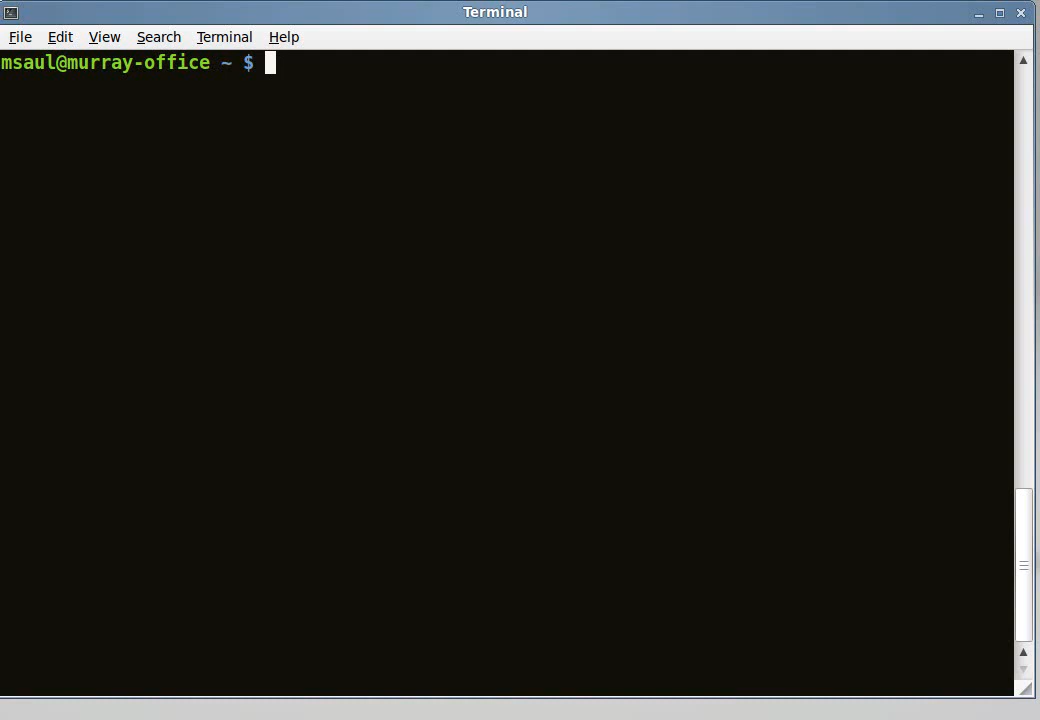 Terminal
File Edit View Search Terminal Help
msaul@murray-office ~ $